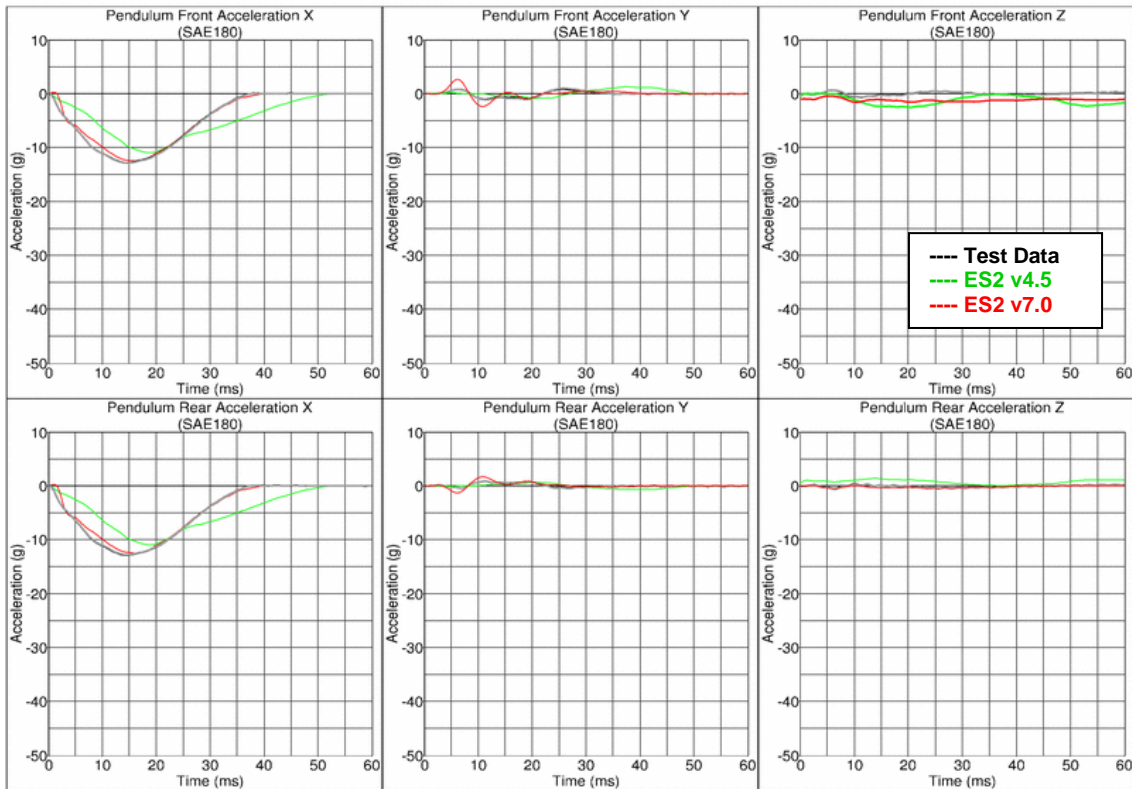 Pendulum Front Acceleration X
(SAE180)
10
0
-10
-20
-30
-40
-50
Acceleration (g)
0 10 20 30 40 50 60
Time (ms)
Pendulum Front Acceleration Y
(SAE180)
10
0
-10
-20
-30
-40
-50
Acceleration (g)
0 10 20 30 40 50 60
Time (ms)
Pendulum Front Acceleration Z
(SAE180)
10
0
-10
-20
-30
-40
-50
Acceleration (g)
0 10 20 30 40 50 60
Time (ms)
---- Test Data
---- ES2 v4.5
---- ES2 v7.0
Pendulum Rear Acceleration X
(SAE180)
10
0
-10
-20
-30
-40
-50
Acceleration (g)
0 10 20 30 40 50 60
Time (ms)
Pendulum Rear Acceleration Y
(SAE180)
10
0
-10
-20
-30
-40
-50
Acceleration (g)
0 10 20 30 40 50 60
Time (ms)
Pendulum Rear Acceleration Z
(SAE180)
10
0
-10
-20
-30
-40
-50
Acceleration (g)
0 10 20 30 40 50 60
Time (ms)